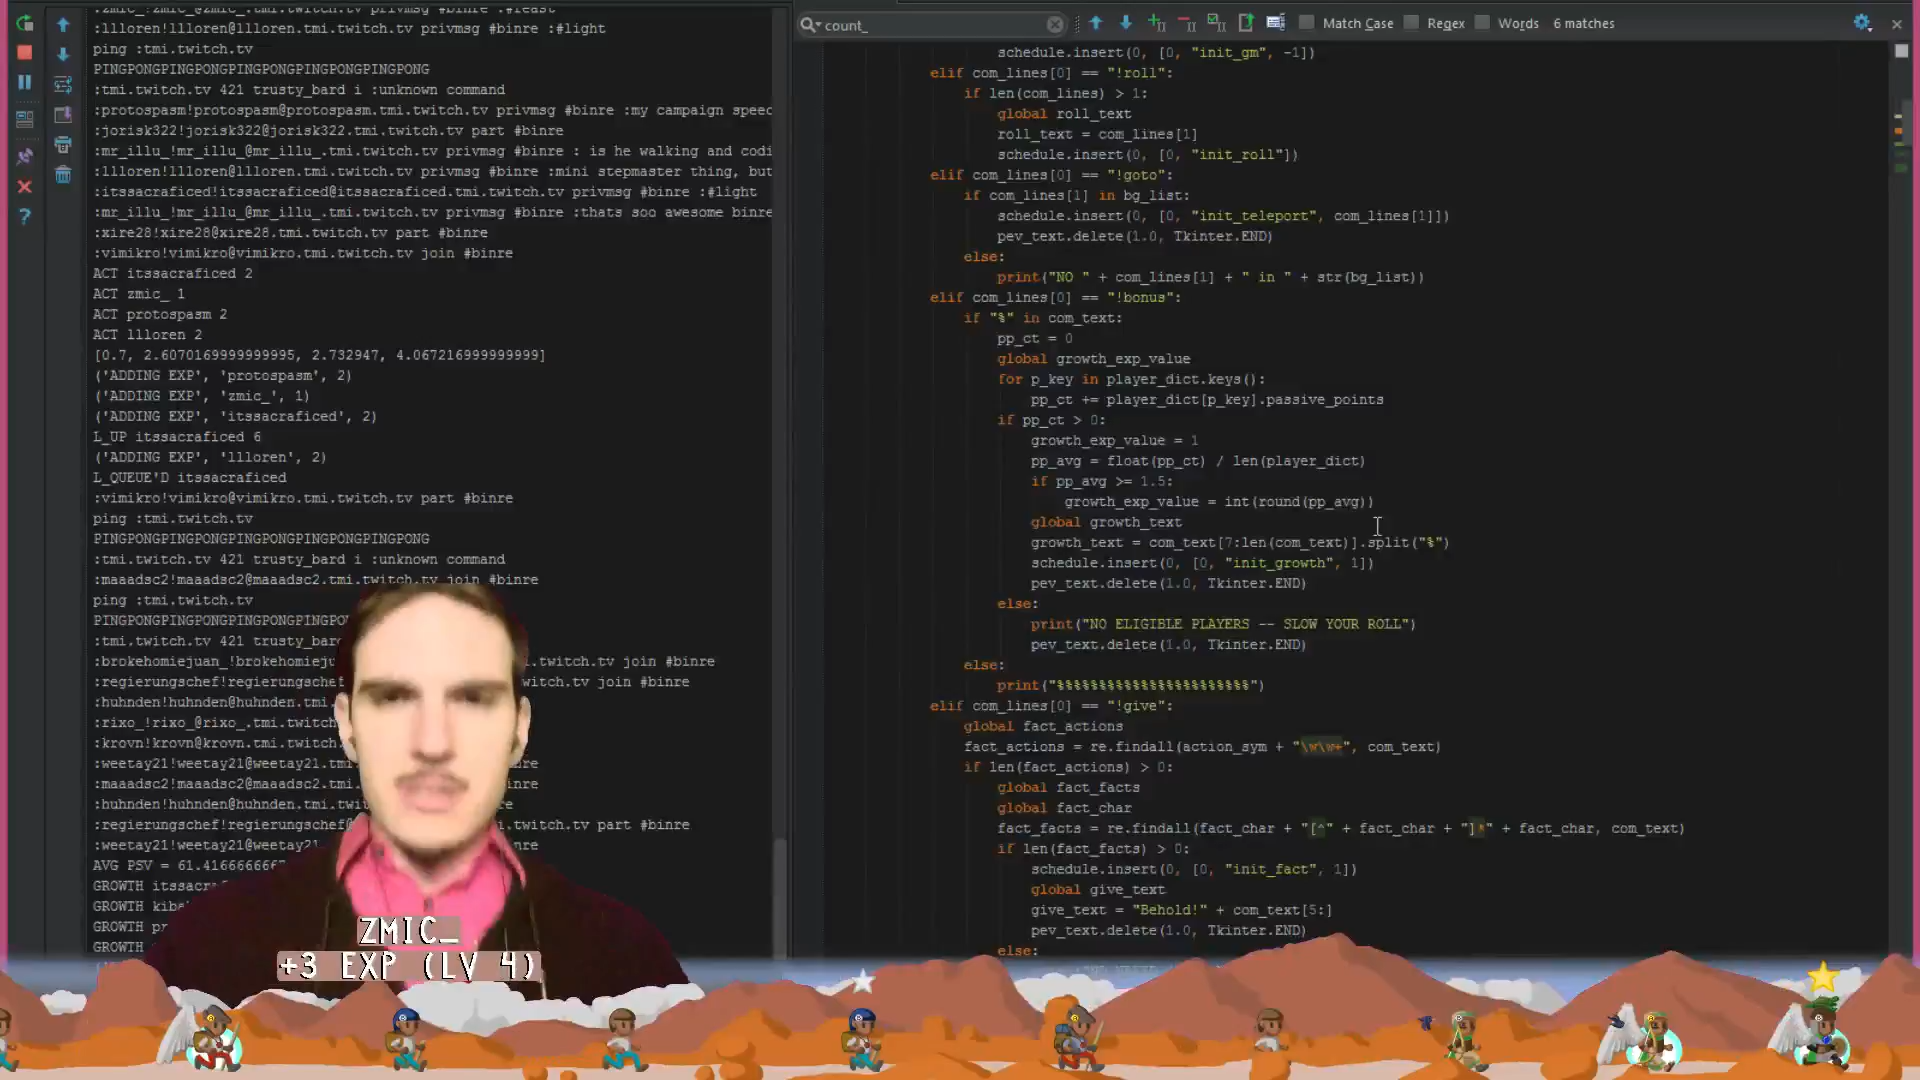 :zmic_!zmic_@zmic_.tmi.twitch.tv privmsg #binre :#feast
:llloren!llloren@llloren.tmi.twitch.tv privmsg #binre :#light
ping :tmi.twitch.tv
PINGPONGPINGPONGPINGPONGPINGPONGPINGPONG
:tmi.twitch.tv 421 trusty_bard i :unknown command
:protospasm!protospasm@protospasm.tmi.twitch.tv privmsg #binre :my campaign speec
:jorisk322!jorisk322@jorisk322.tmi.twitch.tv part #binre
:mr_illu_!mr_illu_@mr_illu_.tmi.twitch.tv privmsg #binre : is he walking and codi
:llloren!llloren@llloren.tmi.twitch.tv privmsg #binre :mini stepmaster thing, but
:itssacraficed!itssacraficed@itssacraficed.tmi.twitch.tv privmsg #binre :#light
:mr_illu_!mr_illu_@mr_illu_.tmi.twitch.tv privmsg #binre :thats soo awesome binre
:xire28!xire28@xire28.tmi.twitch.tv part #binre
:vimikro!vimikro@vimikro.tmi.twitch.tv join #binre
ACT itssacraficed 2
ACT zmic_ 1
ACT protospasm 2
ACT llloren 2
[0.7, 2.6070169999999995, 2.732947, 4.067216999999999]
('ADDING EXP', 'protospasm', 2)
('ADDING EXP', 'zmic_', 1)
('ADDING EXP', 'itssacraficed', 2)
L_UP itssacraficed 6
('ADDING EXP', 'llloren', 2)
L_QUEUE'D itssacraficed
:vimikro!vimikro@vimikro.tmi.twitch.tv part #binre
ping :tmi.twitch.tv
PINGPONGPINGPONGPINGPONGPINGPONGPINGPONG
:tmi.twitch.tv 421 trusty_bard i :unknown command
:maaadsc2!maaadsc2@maaadsc2.tmi.twitch.tv join #binre
ping :tmi.twitch.tv
PINGPONGPINGPONGPINGPONGPINGPO
:tmi.twitch.tv 421 trusty_bard
:brokehomiejuan_!brokehomieju i.twitch.tv join #binre
:regierungschef!regierungschef witch.tv join #binre
:huhnden!huhnden@huhnden.tmi
:rixo_!rixo_@rixo_.tmi.twitch
:krovn!krovn@krovn.tmi.twitch.
:weetay21!weetay21@weetay21.tm nre
:maaadsc2!maaadsc2@maaadsc2.tm inre
:huhnden!huhnden@huhnden.tmi.twi e
:regierungschef!regierungschef@ i.twitch.tv part #binre
:weetay21!weetay21@weetay21 nre
AVG PSV = 61.416666666
GROWTH itssacraf
GROWTH kiba
GROWTH pr
GROWTH
ZMIC_
+3 EXP (LV 4)
count_
Match Case
Regex
Words
6 matches
schedule.insert(0, [0, "init_gm", -1])
elif com_lines[0] == "!roll":
if len(com_lines) > 1:
global roll_text
roll_text = com_lines[1]
schedule.insert(0, [0, "init_roll"])
elif com_lines[0] == "!goto":
if com_lines[1] in bg_list:
schedule.insert(0, [0, "init_teleport", com_lines[1]])
pev_text.delete(1.0, Tkinter.END)
else:
print("NO " + com_lines[1] + " in " + str(bg_list))
elif com_lines[0] == "!bonus":
if "%" in com_text:
pp_ct = 0
global growth_exp_value
for p_key in player_dict.keys():
pp_ct += player_dict[p_key].passive_points
if pp_ct > 0:
growth_exp_value = 1
pp_avg = float(pp_ct) / len(player_dict)
if pp_avg >= 1.5:
growth_exp_value = int(round(pp_avg))
global growth_text
growth_text = com_text[7:len(com_text)].split("%")
schedule.insert(0, [0, "init_growth", 1])
pev_text.delete(1.0, Tkinter.END)
else:
print("NO ELIGIBLE PLAYERS -- SLOW YOUR ROLL")
pev_text.delete(1.0, Tkinter.END)
else:
print("%%%%%%%%%%%%%%%%%%%%%%%")
elif com_lines[0] == "!give":
global fact_actions
fact_actions = re.findall(action_sym + "\w\w+", com_text)
if len(fact_actions) > 0:
global fact_facts
global fact_char
fact_facts = re.findall(fact_char + "[^" + fact_char + "]*" + fact_char, com_text)
if len(fact_facts) > 0:
schedule.insert(0, [0, "init_fact", 1])
global give_text
give_text = "Behold!" + com_text[5:]
pev_text.delete(1.0, Tkinter.END)
else: